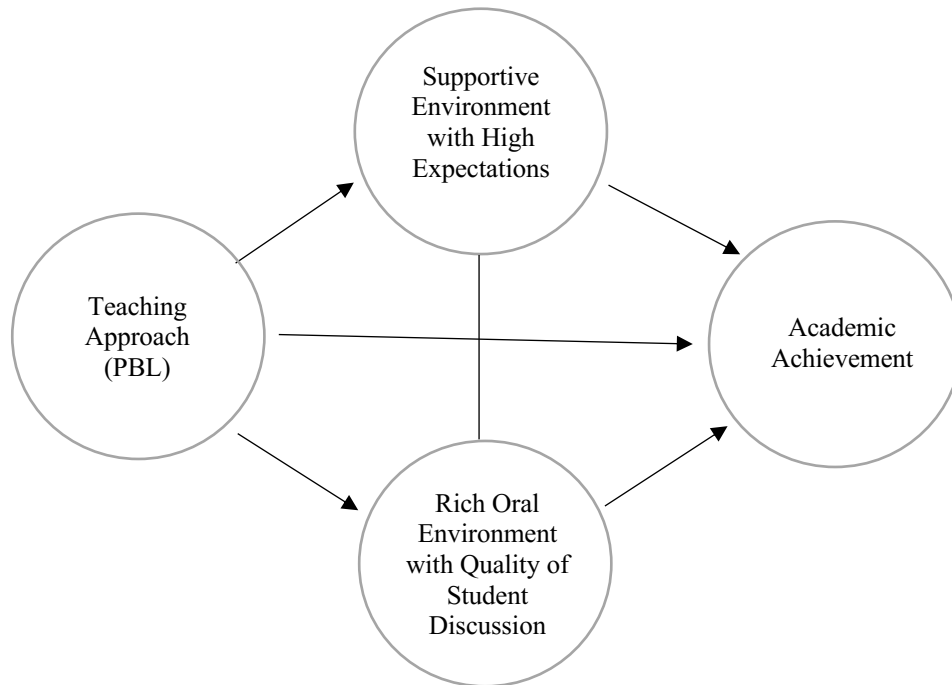 Supportive
Environment
with High
Expectations
Teaching
Approach
(PBL)
Academic
Achievement
Rich Oral
Environment
with Quality of
Student
Discussion